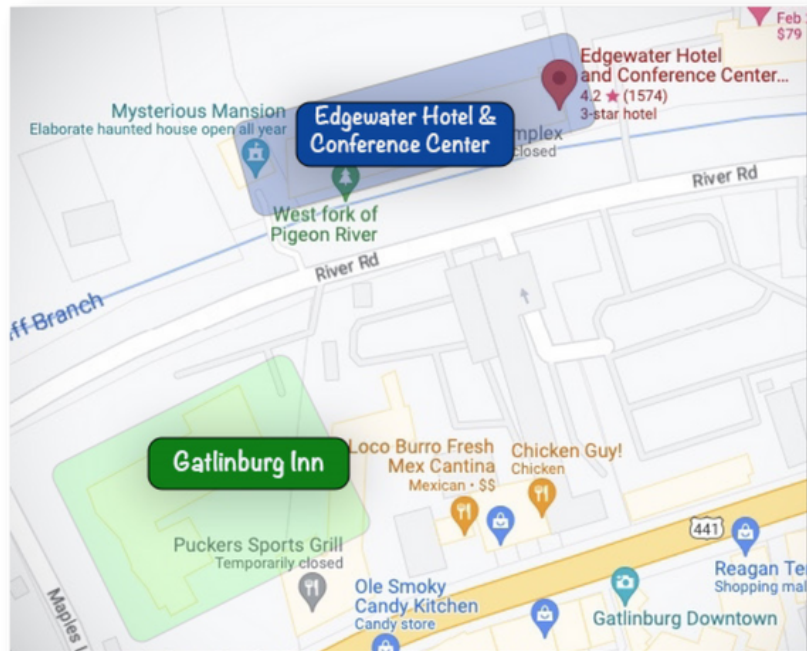 Feb
$79
Edgewater Hotel
and Conference Center...
4.2 ★ (1574)
3-star hotel
Mysterious Mansion
Elaborate haunted house open all year
Edgewater Hotel &
Conference Center
mplex
closed
West fork of
Pigeon River
River Rd
River Rd
ff Branch
Gatlinburg Inn
Loco Burro Fresh
Mex Cantina
Mexican • $$
Chicken Guy!
Chicken
441
Puckers Sports Grill
Temporarily closed
Reagan Te
Shopping mal
Ole Smoky
Candy Kitchen
Candy store
Gatlinburg Downtown
Maples